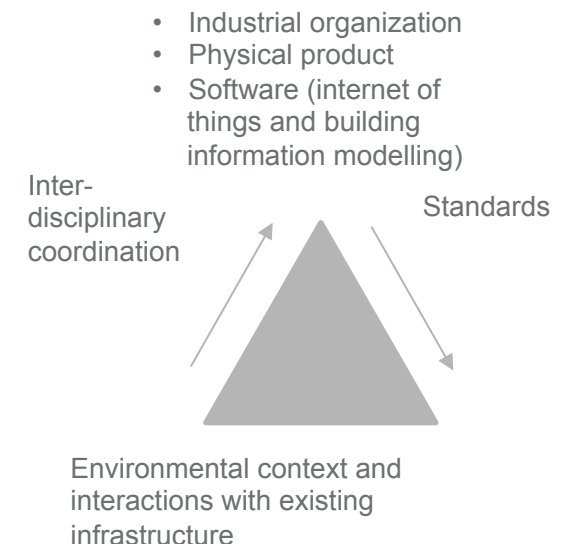 • Industrial organization
• Physical product
• Software (internet of
things and building
information modelling)
Inter-
disciplinary
coordination
Standards
Environmental context and
interactions with existing
infrastructure